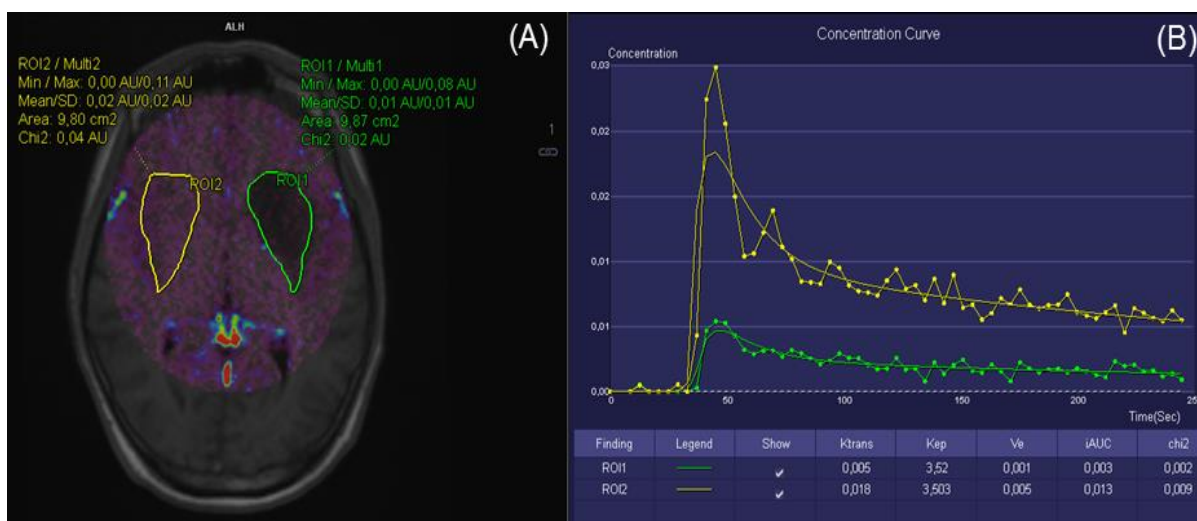 ALH
(A)
ROI2 / Multi2
Min / Max: 0,00 AU/0,11 AU
Mean/SD: 0,02 AU/0,02 AU
Area: 9,80 cm2
Chi2: 0,04 AU
ROI1 / Multi1
Min / Max: 0,00 AU/0,08 AU
Mean/SD: 0,01 AU/0,01 AU
Area: 9,87 cm2
Chi2: 0,02 AU
1
ROI2
ROI1
Concentration Curve
(B)
Concentration
0,03
0,02
0,02
0,01
0,01
0,00
0 50 100 150 200 25
Time(Sec)
Finding Legend Show Ktrans Kep Ve iAUC chi2
ROI1 0,005 3,52 0,001 0,003 0,002
ROI2 0,018 3,503 0,005 0,013 0,009